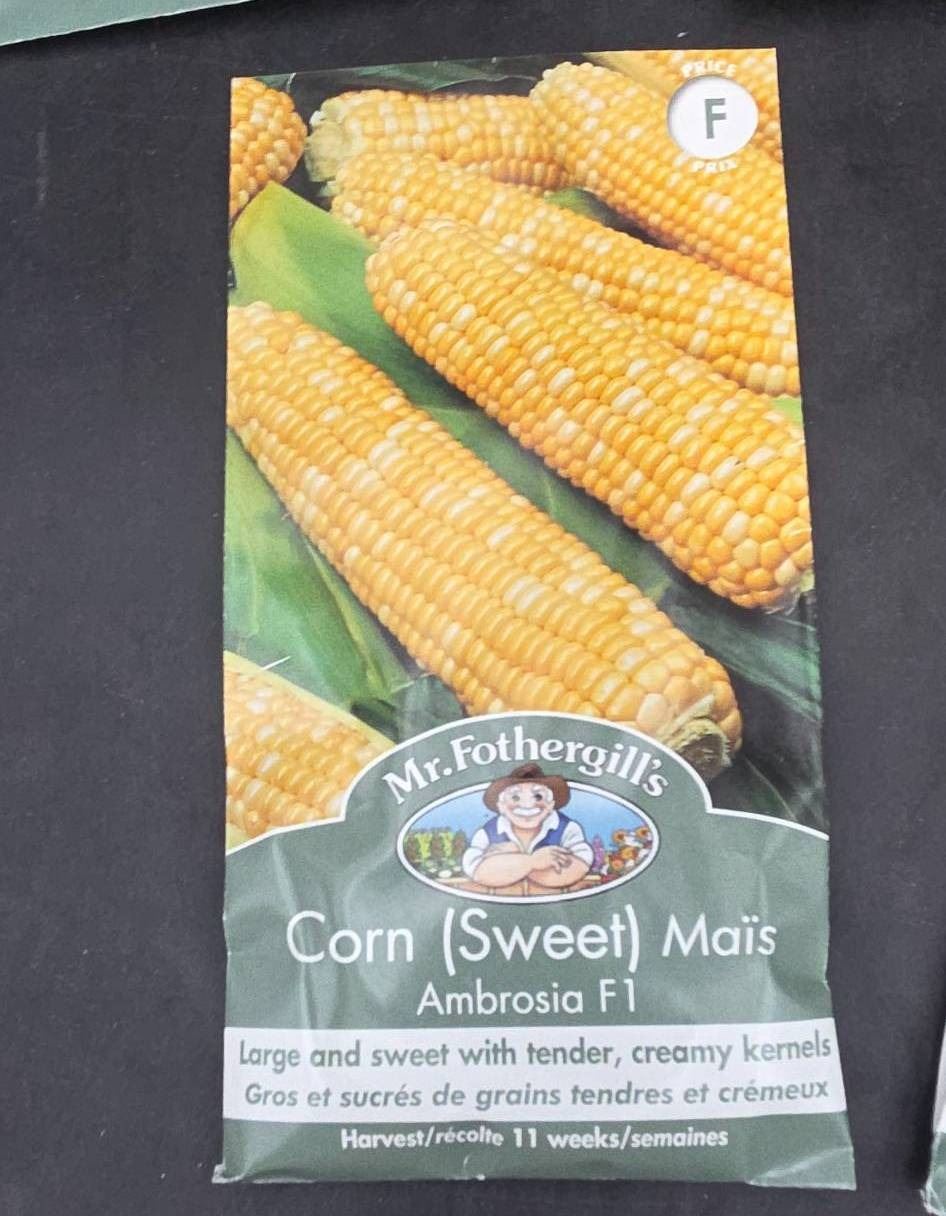 PRICE
F
PRIX
Mr. Fothergill's
Corn (Sweet) Maïs
Ambrosia F1
Large and sweet with tender, creamy kernels
Gros et sucrés de grains tendres et crémeux
Harvest/récolte 11 weeks/semaines